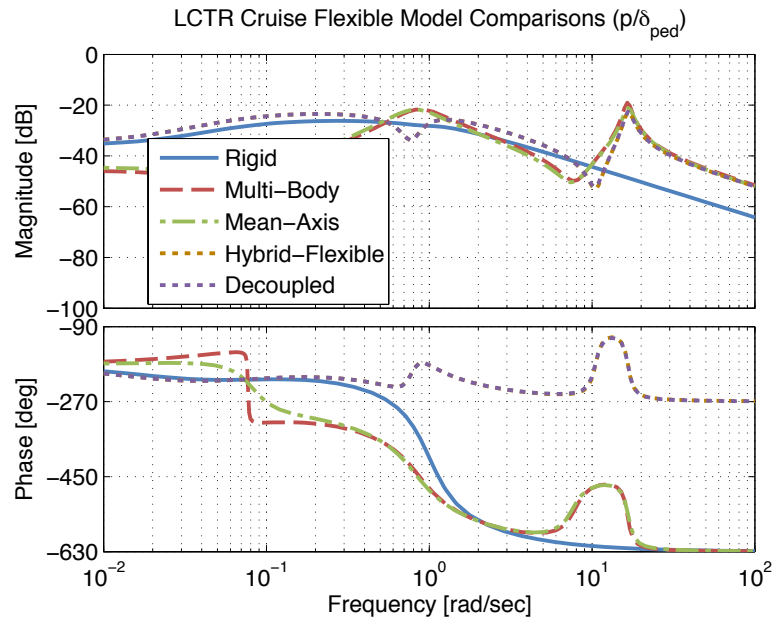 LCTR Cruise Flexible Model Comparisons (p/δ_ped)
0
−20
−40
−60
−80
−100
Magnitude [dB]
Rigid
Multi−Body
Mean−Axis
Hybrid−Flexible
Decoupled
−90
−270
−450
−630
Phase [deg]
10^−2
10^−1
10^0
10^1
10^2
Frequency [rad/sec]